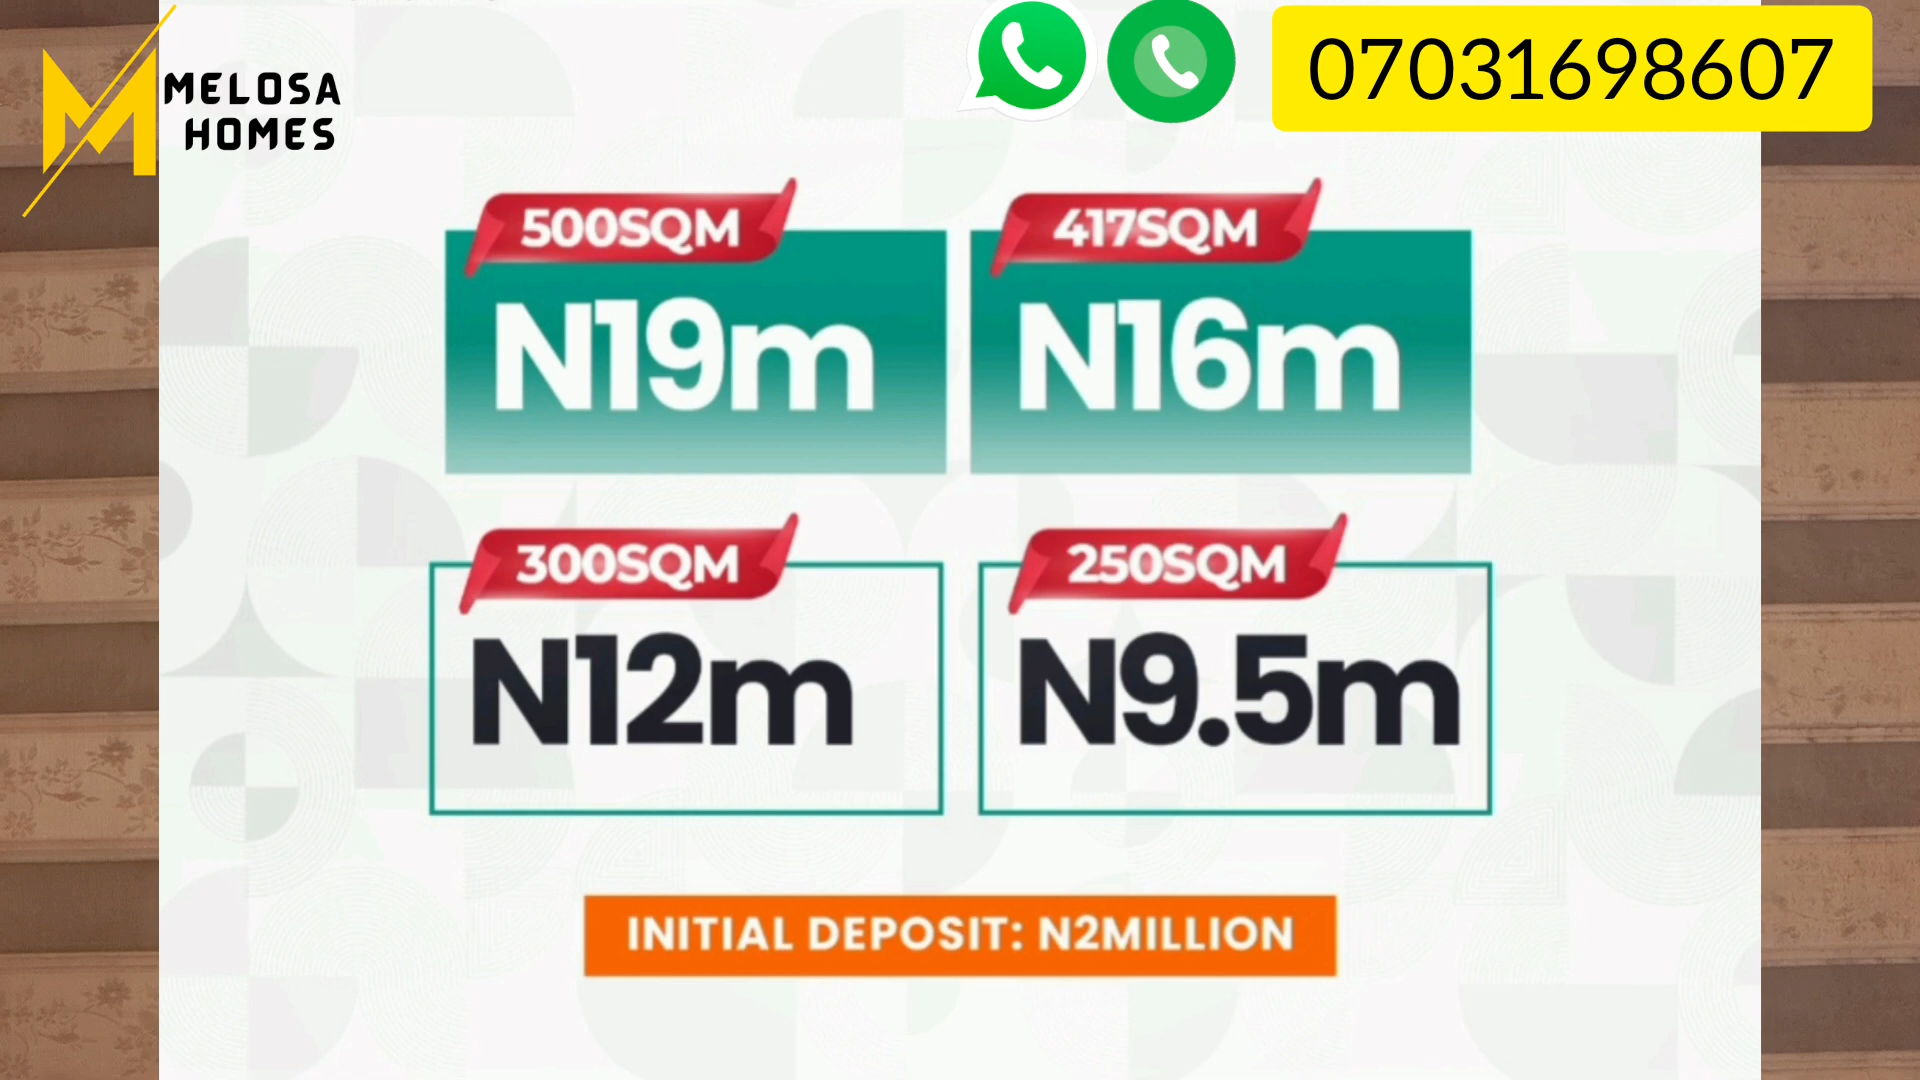 MELOSA
HOMES
07031698607
500SQM
N19m
417SQM
N16m
300SQM
N12m
250SQM
N9.5m
INITIAL DEPOSIT: N2MILLION